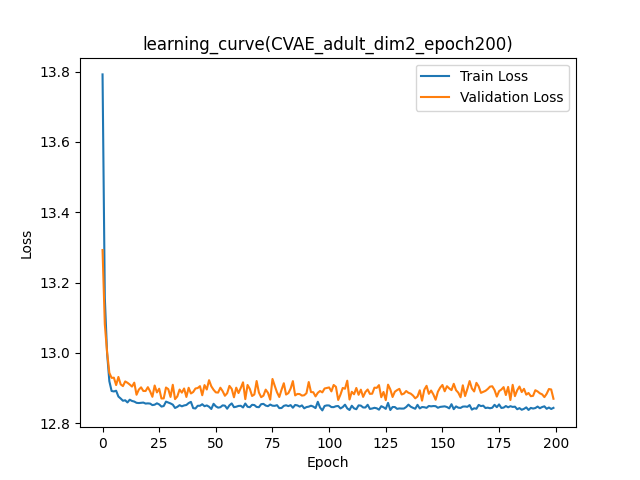 learning_curve(CVAE_adult_dim2_epoch200)
Train Loss
Validation Loss
Loss
13.8
13.6
13.4
13.2
13.0
12.8
0 25 50 75 100 125 150 175 200
Epoch